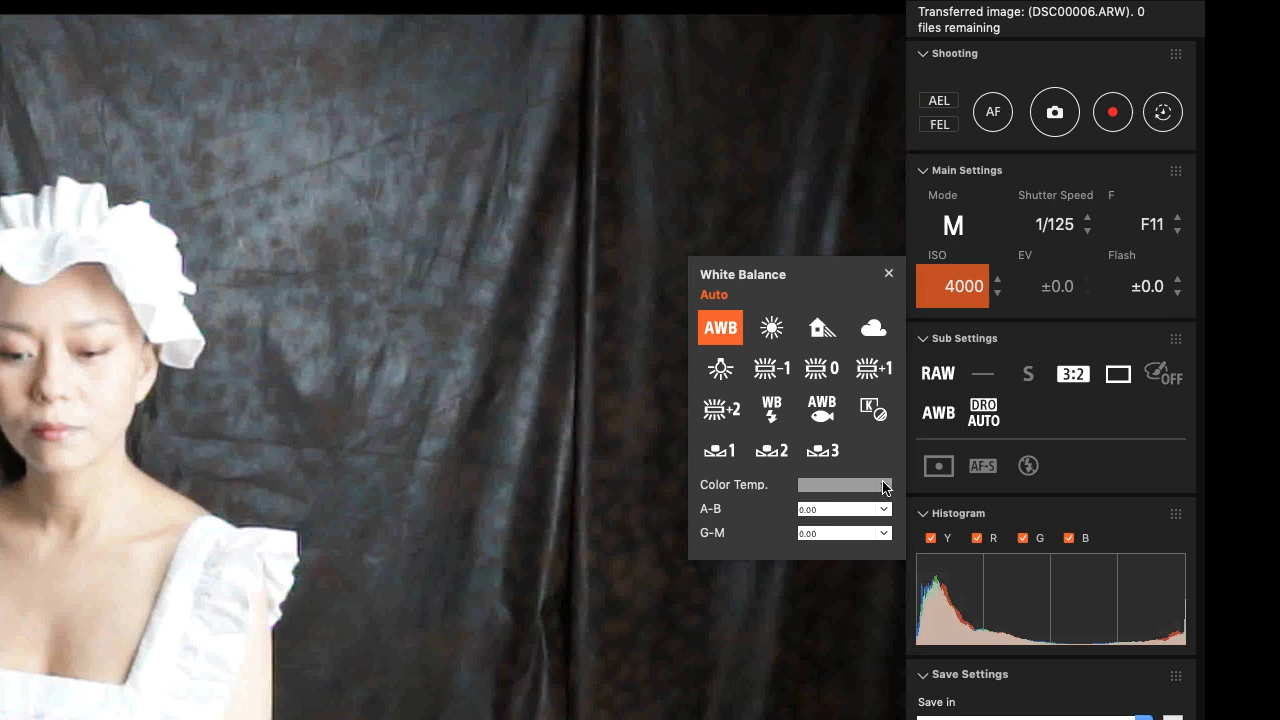 Transferred image: (DSC00006.ARW). 0
files remaining
Shooting
AEL
FEL
AF
Main Settings
Mode
Shutter Speed
F
M
1/125
F11
ISO
EV
Flash
4000
±0.0
±0.0
White Balance
Auto
AWB
-1
0
+1
+2
WB
AWB
K
1
2
3
Color Temp.
A-B
0.00
G-M
0.00
Sub Settings
RAW
S
3:2
OFF
AWB
DRO
AUTO
AF-S
Histogram
Y
R
G
B
Save Settings
Save in